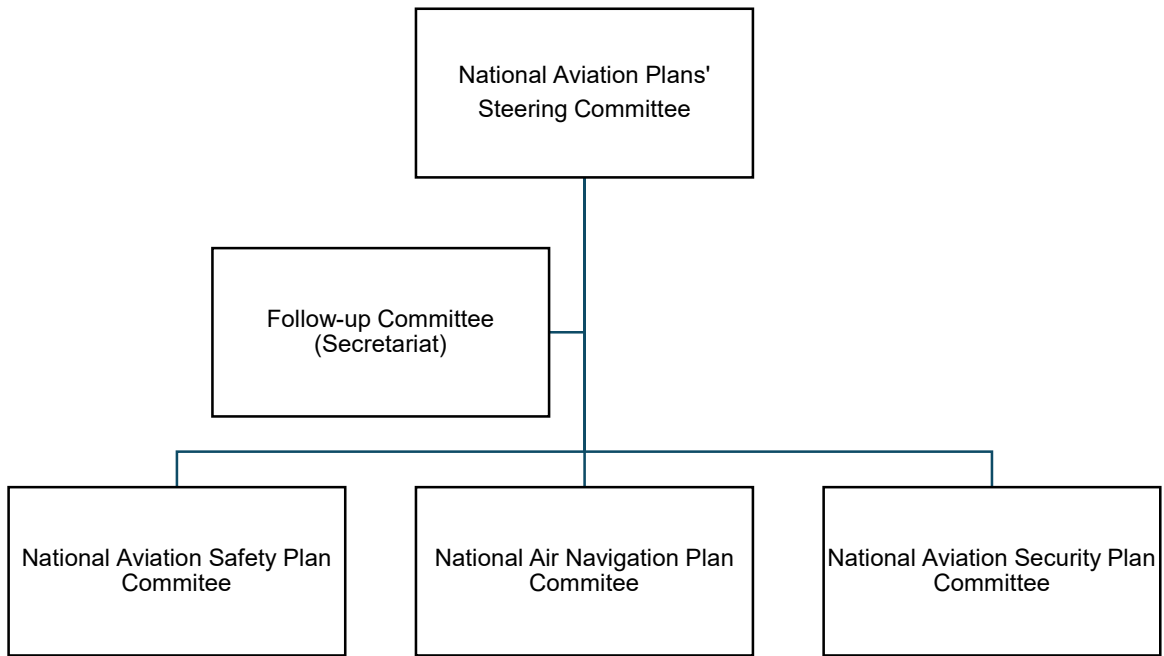 National Aviation Plans'
Steering Committee
Follow-up Committee
(Secretariat)
National Aviation Safety Plan
Commitee
National Air Navigation Plan
Commitee
National Aviation Security Plan
Committee